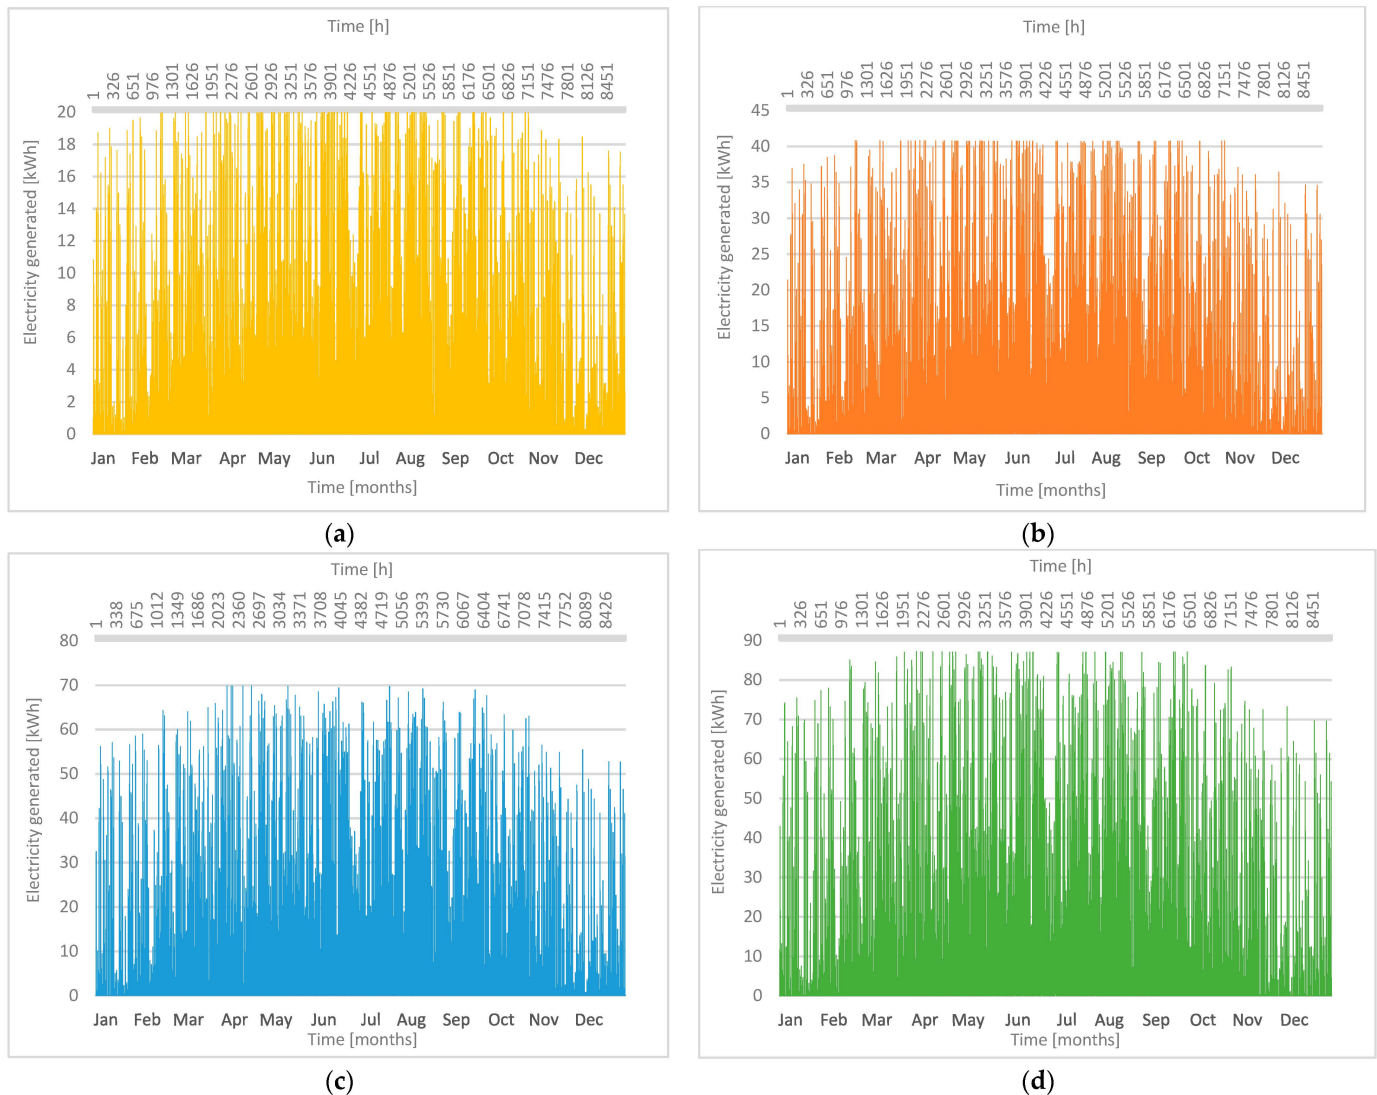 Time [h]
1 326 651 976 1301 1626 1951 2276 2601 2926 3251 3576 3901 4226 4551 4876 5201 5526 5851 6176 6501 6826 7151 7476 7801 8126 8451
20
18
16
14
12
10
8
6
4
2
0
Electricity generated [kWh]
Jan Feb Mar Apr May Jun Jul Aug Sep Oct Nov Dec
Time [months]
(a)
Time [h]
1 326 651 976 1301 1626 1951 2276 2601 2926 3251 3576 3901 4226 4551 4876 5201 5526 5851 6176 6501 6826 7151 7476 7801 8126 8451
45
40
35
30
25
20
15
10
5
0
Electricity generated [kWh]
Jan Feb Mar Apr May Jun Jul Aug Sep Oct Nov Dec
Time [months]
(b)
Time [h]
1 338 675 1012 1349 1686 2023 2360 2697 3034 3371 3708 4045 4382 4719 5056 5393 5730 6067 6404 6741 7078 7415 7752 8089 8426
80
70
60
50
40
30
20
10
0
Electricity generated [kWh]
Jan Feb Mar Apr May Jun Jul Aug Sep Oct Nov Dec
Time [months]
(c)
Time [h]
1 326 651 976 1301 1626 1951 2276 2601 2926 3251 3576 3901 4226 4551 4876 5201 5526 5851 6176 6501 6826 7151 7476 7801 8126 8451
90
80
70
60
50
40
30
20
10
0
Electricity generated [kWh]
Jan Feb Mar Apr May Jun Jul Aug Sep Oct Nov Dec
Time [months]
(d)